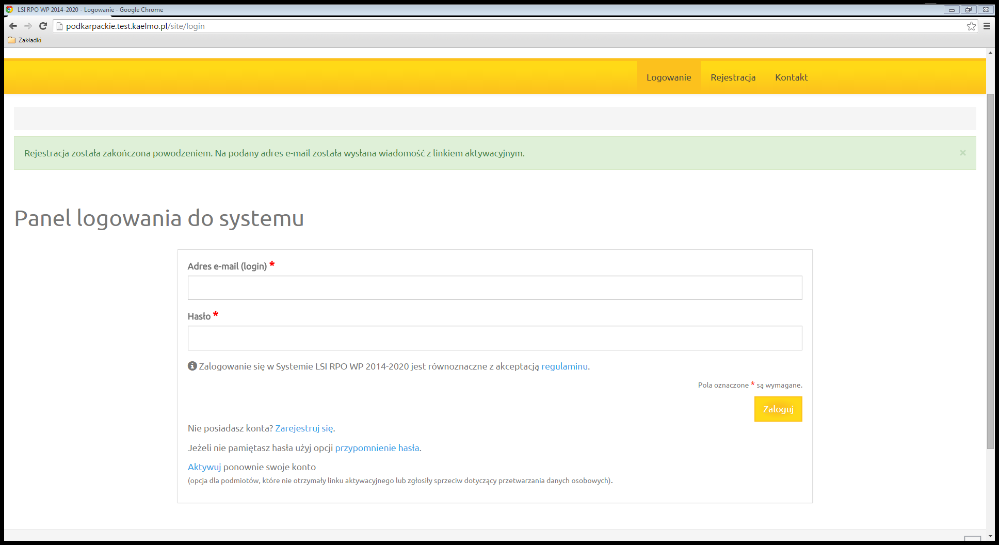 LSI RPO WP 2014-2020 - Logowanie - Google Chrome
podkarpackie.test.kaelmo.pl/site/login
Zakładki
Logowanie Rejestracja Kontakt
Rejestracja została zakończona powodzeniem. Na podany adres e-mail została wysłana wiadomość z linkiem aktywacyjnym. ×
Panel logowania do systemu
Adres e-mail (login) *
Hasło *
Zalogowanie się w Systemie LSI RPO WP 2014-2020 jest równoznaczne z akceptacją regulaminu.
Pola oznaczone * są wymagane.
Zaloguj
Nie posiadasz konta? Zarejestruj się.
Jeżeli nie pamiętasz hasła użyj opcji przypomnienie hasła.
Aktywuj ponownie swoje konto
(opcja dla podmiotów, które nie otrzymały linku aktywacyjnego lub zgłosiły sprzeciw dotyczący przetwarzania danych osobowych).